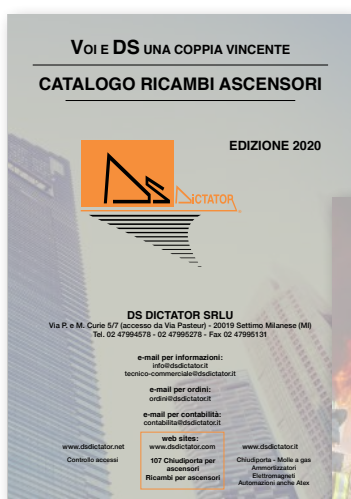 VOI E DS UNA COPPIA VINCENTE
CATALOGO RICAMBI ASCENSORI
EDIZIONE 2020
DS DICTATOR
DS DICTATOR SRLU
Via P. e M. Curie 5/7 (accesso da Via Pasteur) - 20019 Settimo Milanese (MI)
Tel. 02 47994578 - 02 47995278 - Fax 02 47995131
e-mail per informazioni:
info@dsdictator.it
tecnico-commerciale@dsdictator.it
e-mail per ordini:
ordini@dsdictator.it
e-mail per contabilità:
contabilita@dsdictator.it
web sites:
www.dsdictator.net www.dsdictator.com www.dsdictator.it
Controllo accessi 107 Chiudiporta per Chiudiporta - Molle a gas
ascensori Ammortizzatori
Ricambi per ascensori Elettromagneti
Automazioni anche Atex